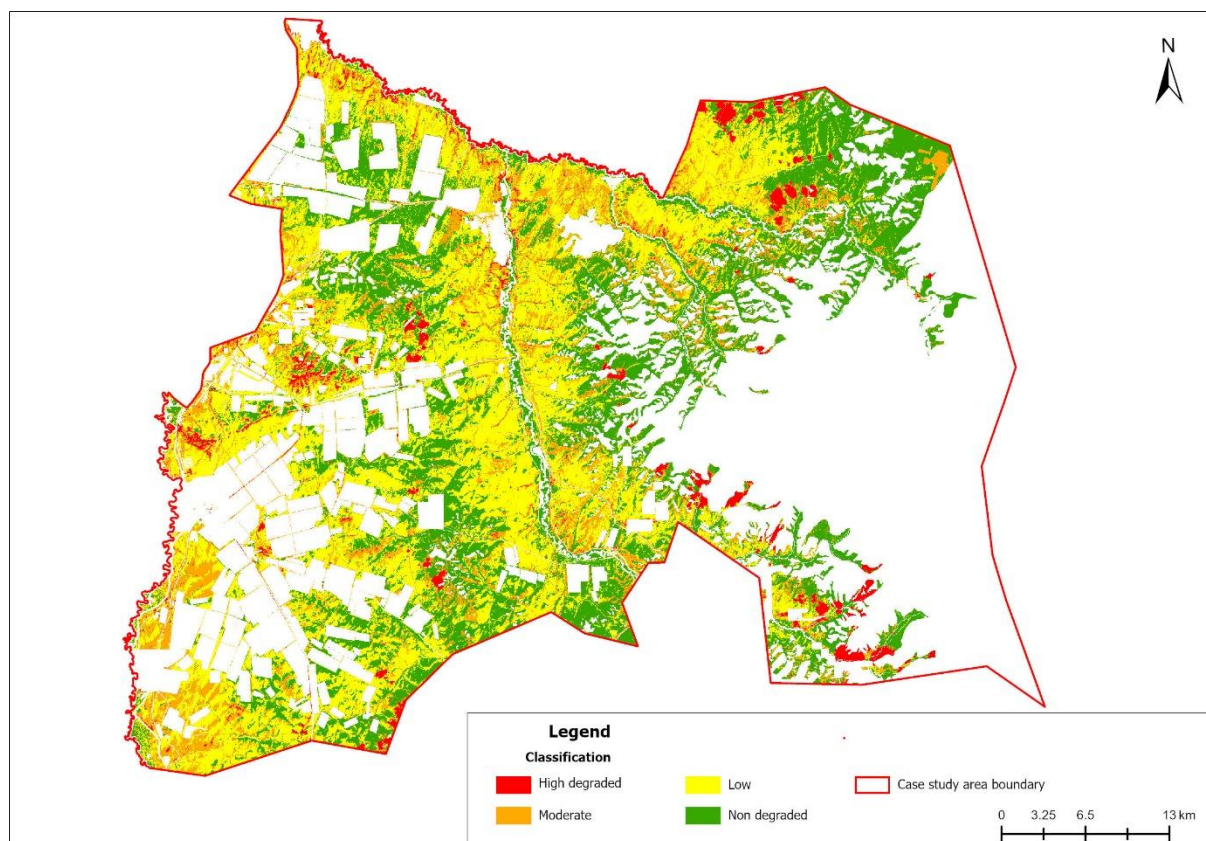 N
Legend
Classification
High degraded
Low
Case study area boundary
Moderate
Non degraded
0 3.25 6.5 13 km